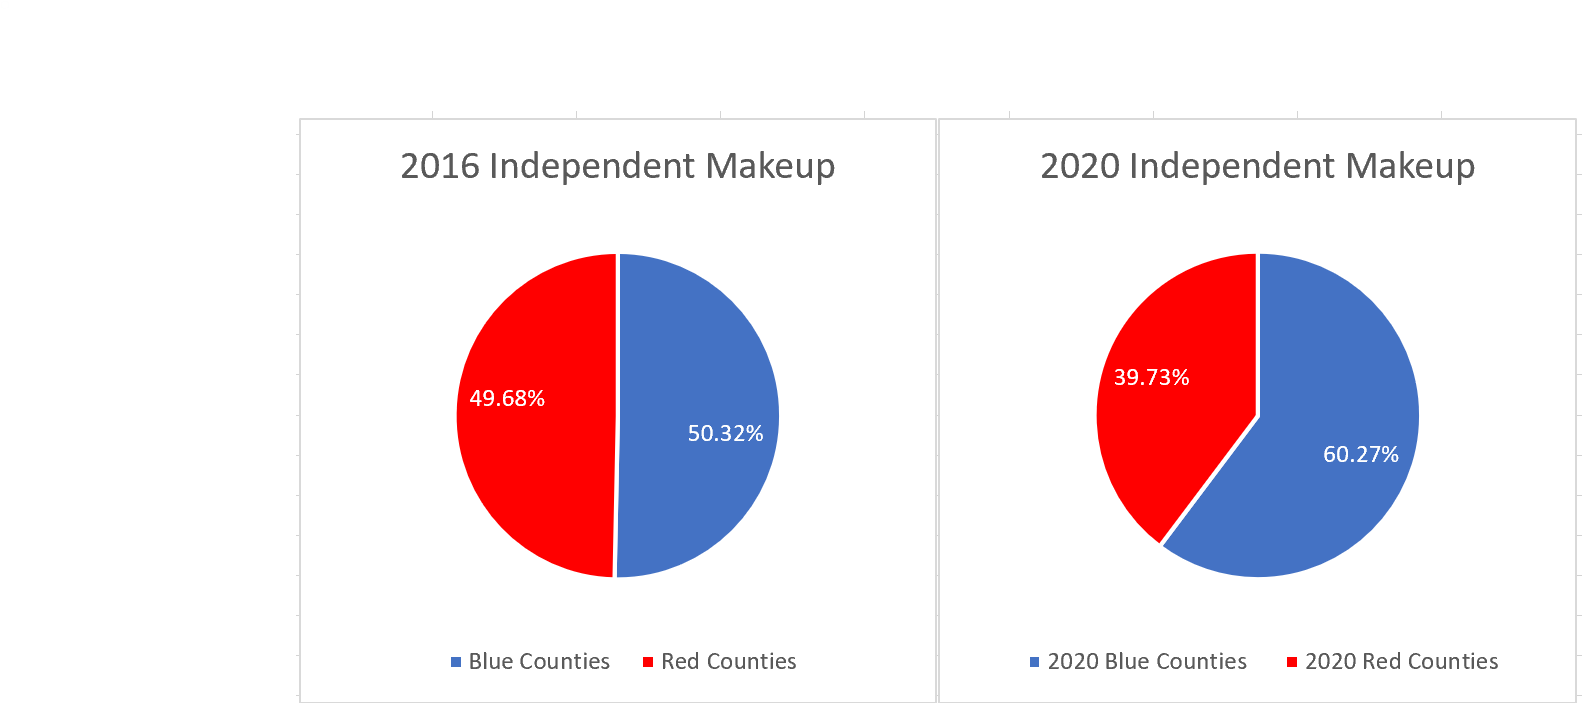 2016 Independent Makeup
49.68%
50.32%
Blue Counties
Red Counties
2020 Independent Makeup
39.73%
60.27%
2020 Blue Counties
2020 Red Counties